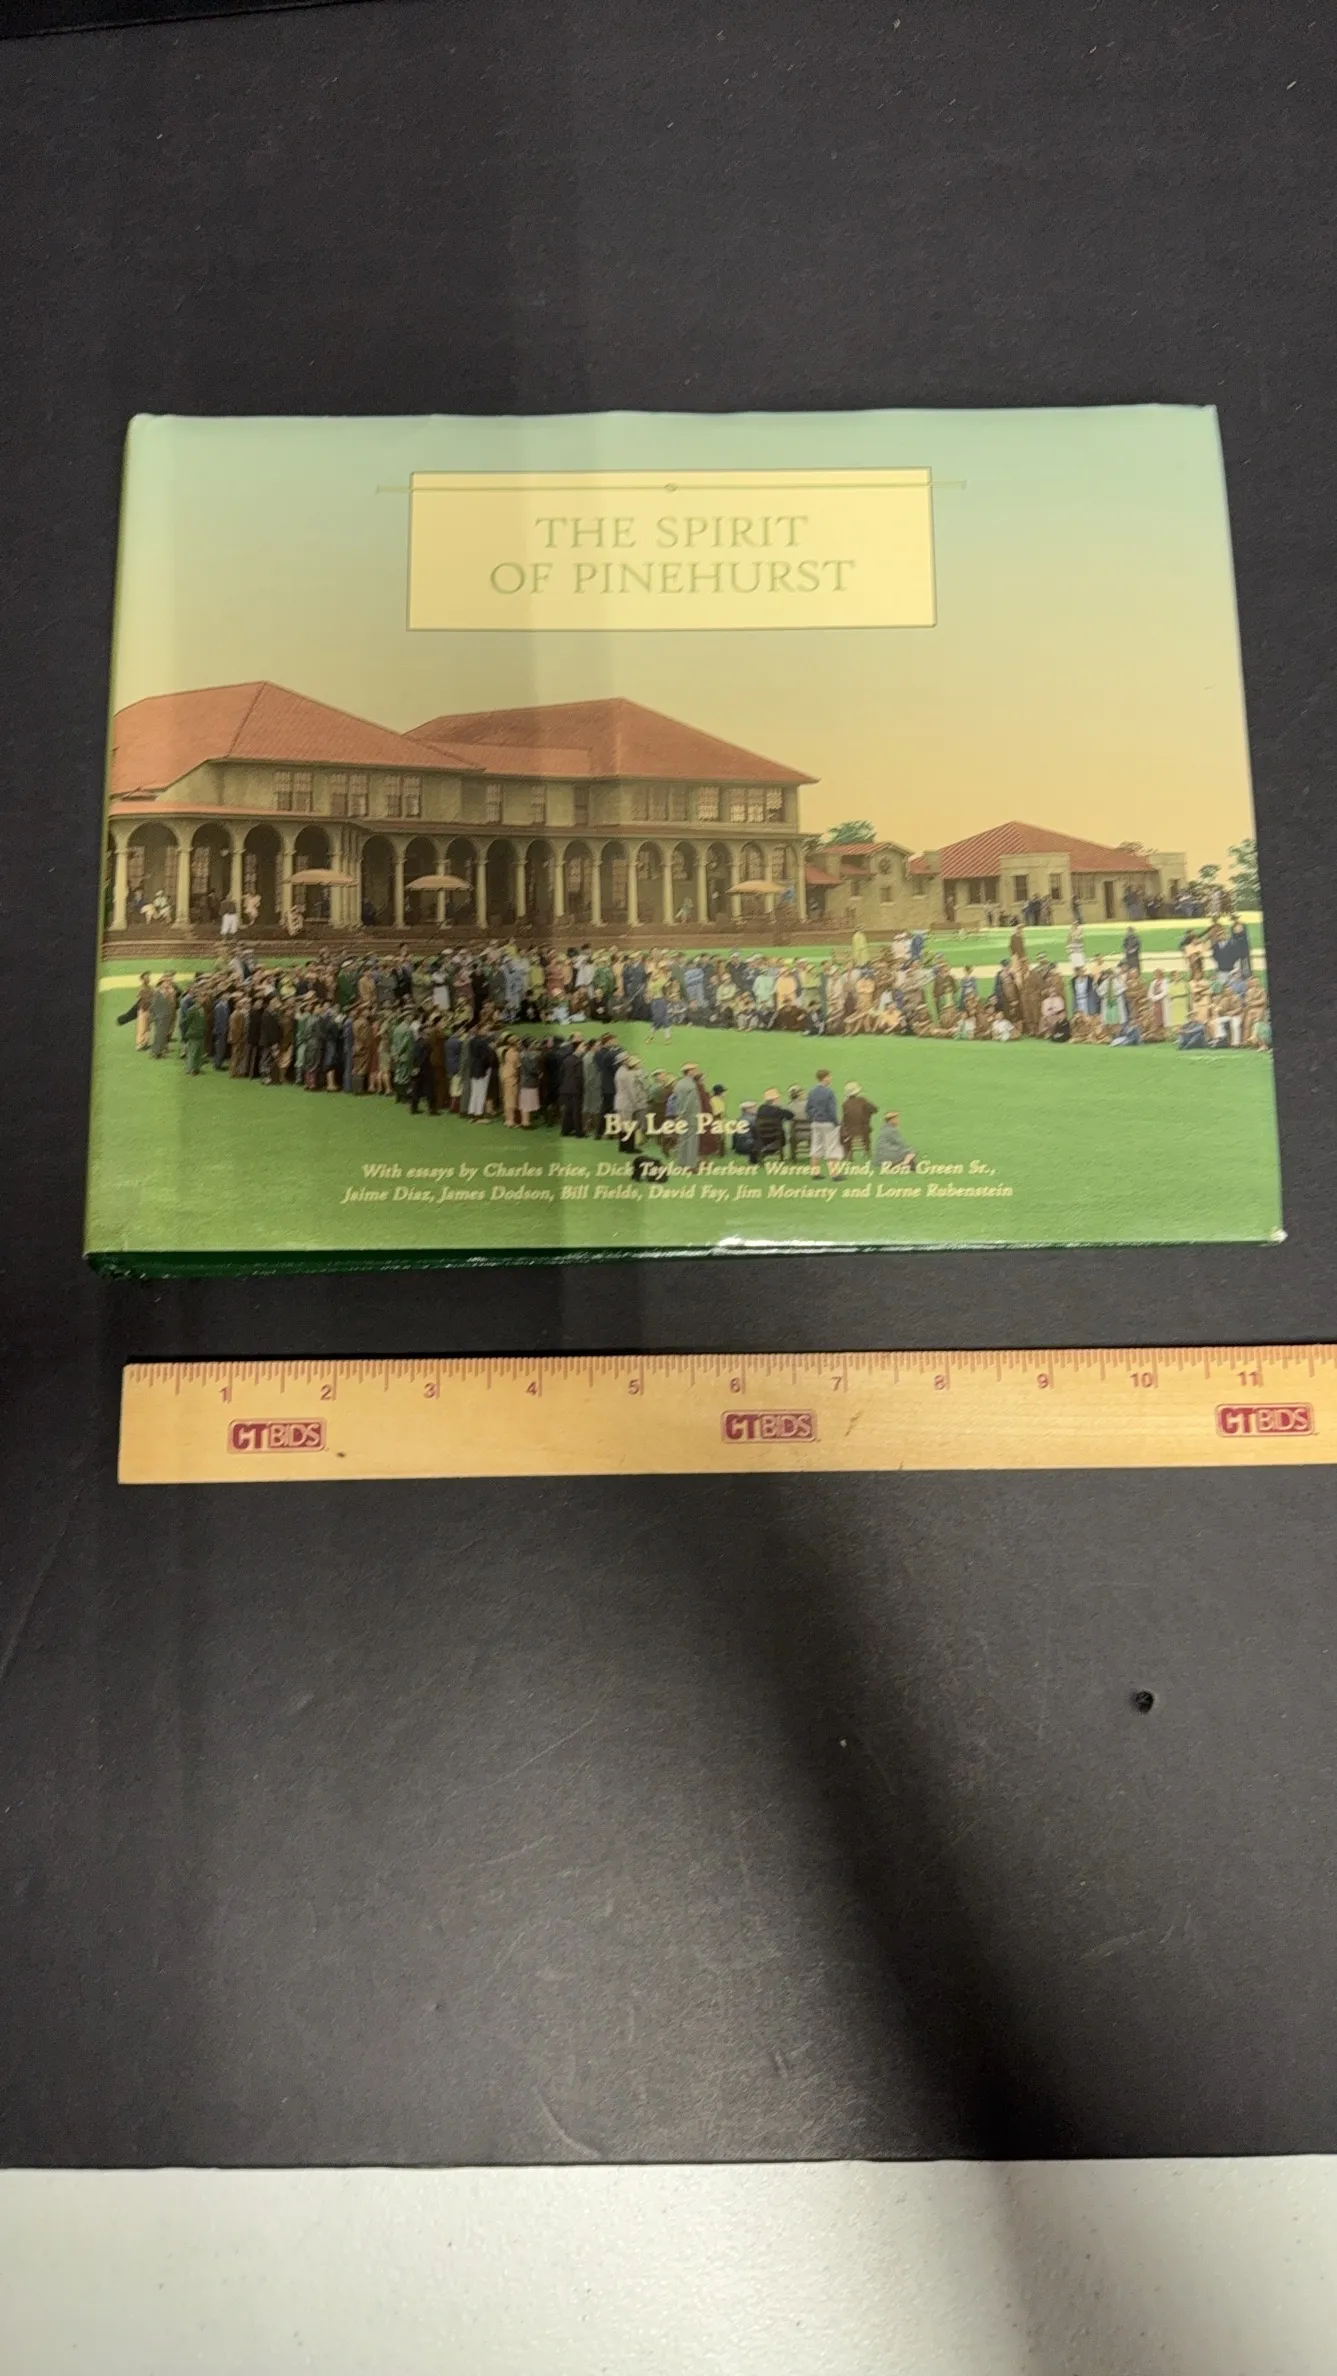 THE SPIRIT
OF PINEHURST
By Lee Pace
With essays by Charles Price, Dick Taylor, Herbert Warren Wind, Ron Green Sr.,
Jaime Diaz, James Dodson, Bill Fields, David Fay, Jim Moriarty and Lorne Rubenstein
1 2 3 4 5 6 7 8 9 10 11
CTBIDS CTBIDS CTBIDS